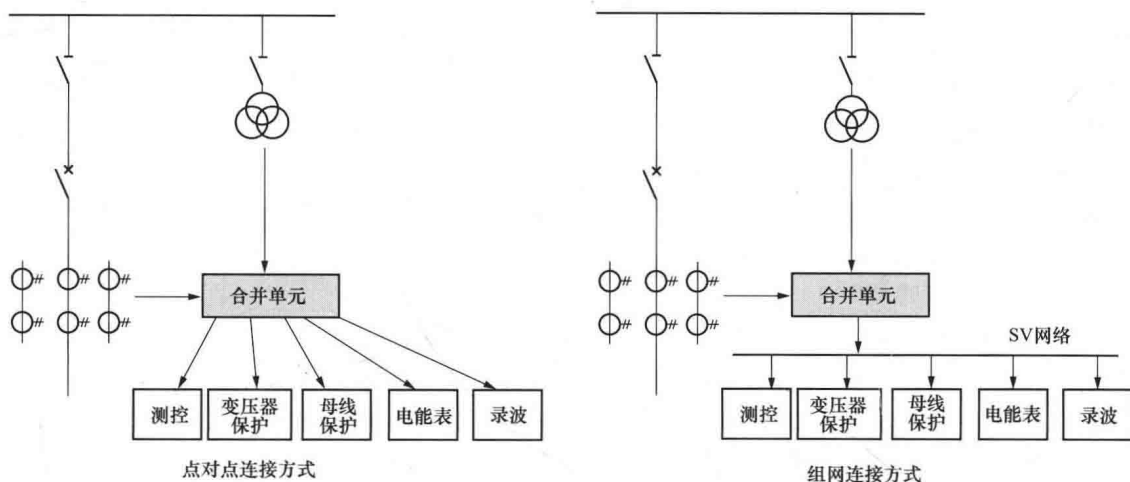 合并单元
测控
变压器
保护
母线
保护
电能表
录波
点对点连接方式
合并单元
SV网络
测控
变压器
保护
母线
保护
电能表
录波
组网连接方式